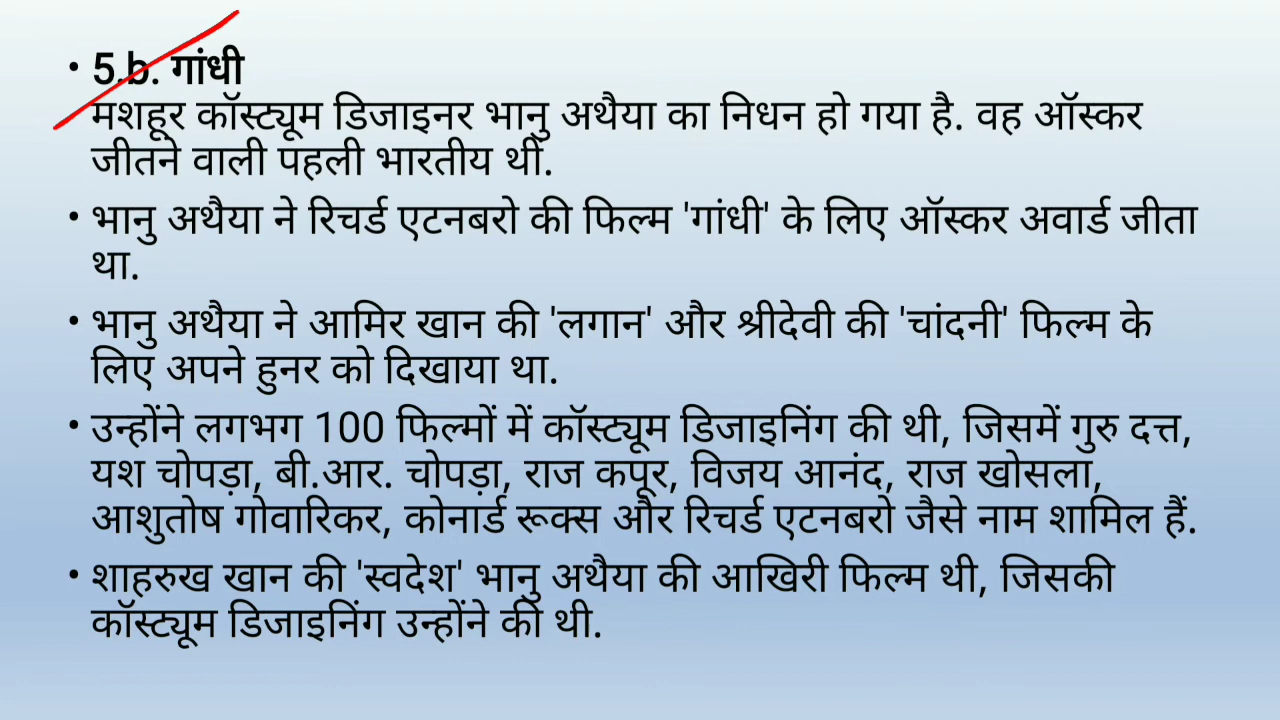 • 5.b. गांधी
मशहूर कॉस्ट्यूम डिजाइनर भानु अथैया का निधन हो गया है. वह ऑस्कर
जीतने वाली पहली भारतीय थीं.
• भानु अथैया ने रिचर्ड एटनबरो की फिल्म 'गांधी' के लिए ऑस्कर अवार्ड जीता
था.
• भानु अथैया ने आमिर खान की 'लगान' और श्रीदेवी की 'चांदनी' फिल्म के
लिए अपने हुनर को दिखाया था.
• उन्होंने लगभग 100 फिल्मों में कॉस्ट्यूम डिजाइनिंग की थी, जिसमें गुरु दत्त,
यश चोपड़ा, बी.आर. चोपड़ा, राज कपूर, विजय आनंद, राज खोसला,
आशुतोष गोवारिकर, कोनार्ड रूक्स और रिचर्ड एटनबरो जैसे नाम शामिल हैं.
• शाहरुख खान की 'स्वदेश' भानु अथैया की आखिरी फिल्म थी, जिसकी
कॉस्ट्यूम डिजाइनिंग उन्होंने की थी.